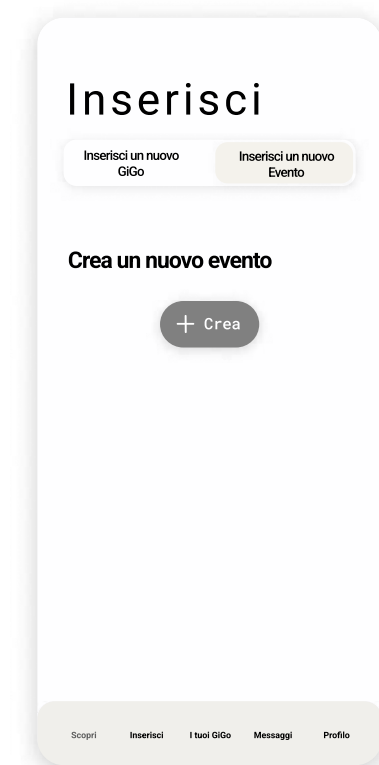 Inserisci
Inserisci un nuovo
GiGo
Inserisci un nuovo
Evento
Crea un nuovo evento
Crea
Scopri Inserisci I tuoi GiGo Messaggi Profilo